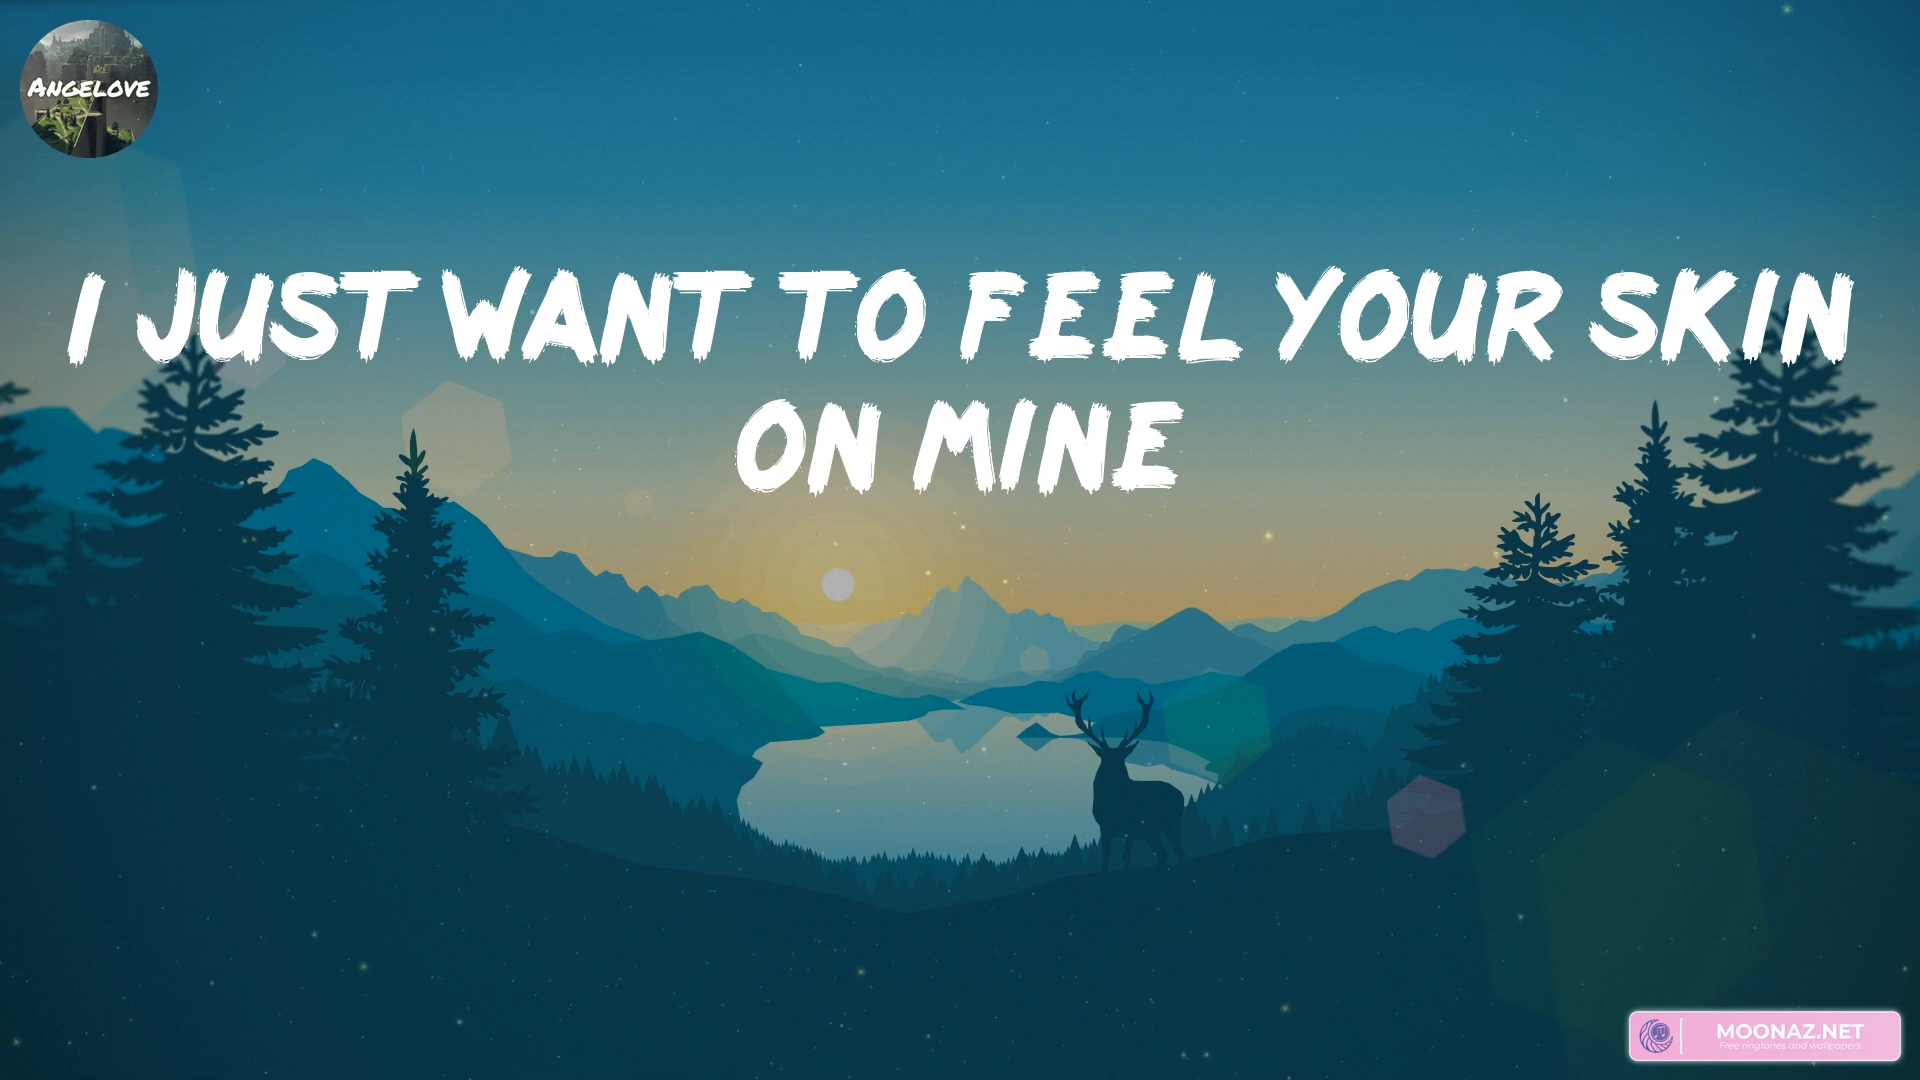 ANGELOVE
I JUST WANT TO FEEL YOUR SKIN
ON MINE
MOONAZ.NET
Free ringtones and wallpapers